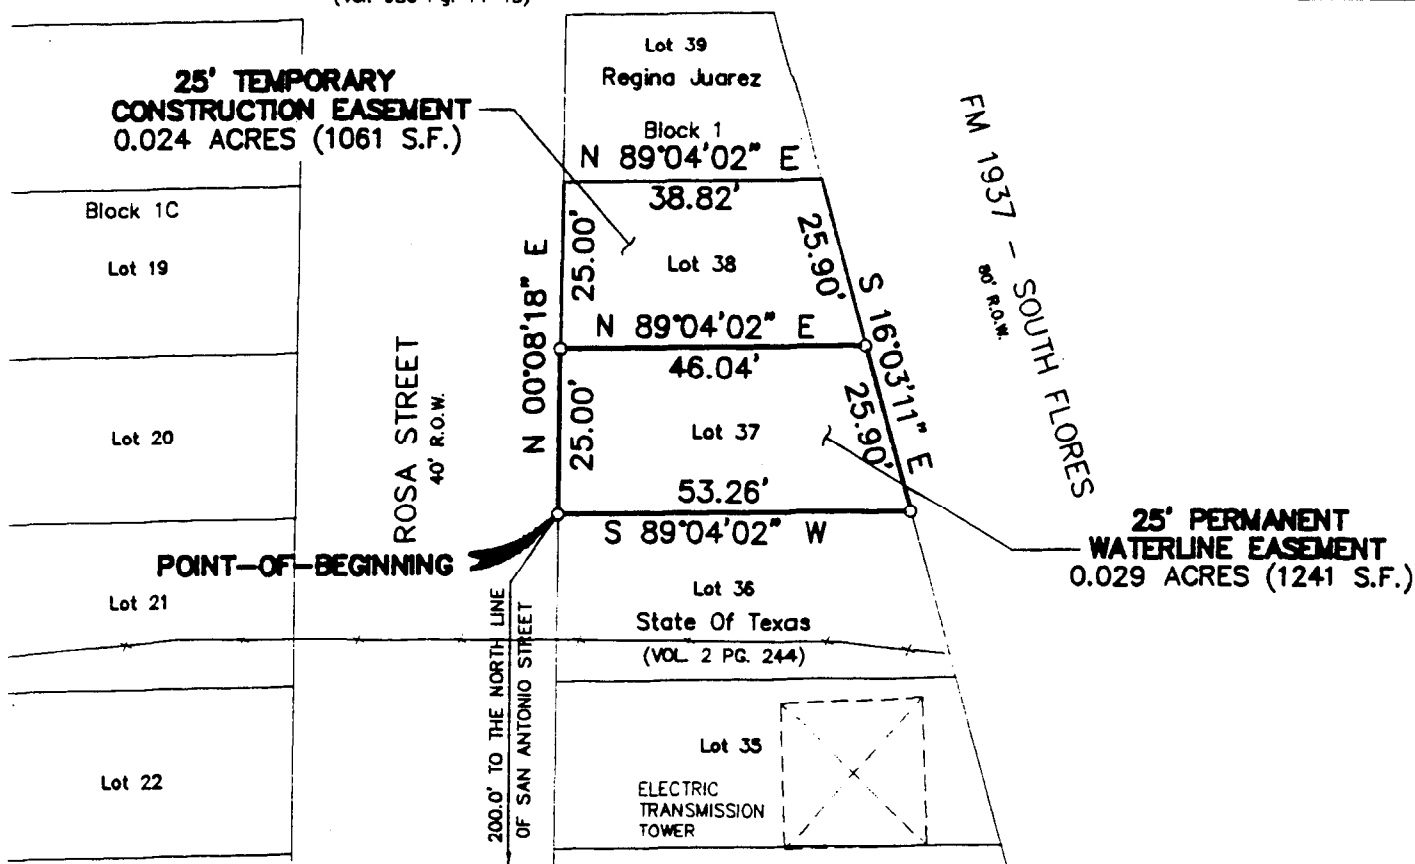 Lot 39
Regina Juarez
Block 1
25' TEMPORARY
CONSTRUCTION EASEMENT
0.024 ACRES (1061 S.F.)
N 89°04'02" E
38.82'
Block 1C
Lot 19
25.00'
Lot 38
25.90'
FM 1937 - SOUTH FLORES
80' R.O.W.
N 00°08'18" E
S 16°03'11" E
N 89°04'02" E
46.04'
ROSA STREET
40' R.O.W.
Lot 20
25.00'
Lot 37
25.90'
53.26'
S 89°04'02" W
POINT-OF-BEGINNING
25' PERMANENT
WATERLINE EASEMENT
0.029 ACRES (1241 S.F.)
Lot 21
Lot 36
State Of Texas
(VOL 2 PG. 244)
200.0' TO THE NORTH LINE
OF SAN ANTONIO STREET
Lot 22
Lot 35
ELECTRIC
TRANSMISSION
TOWER